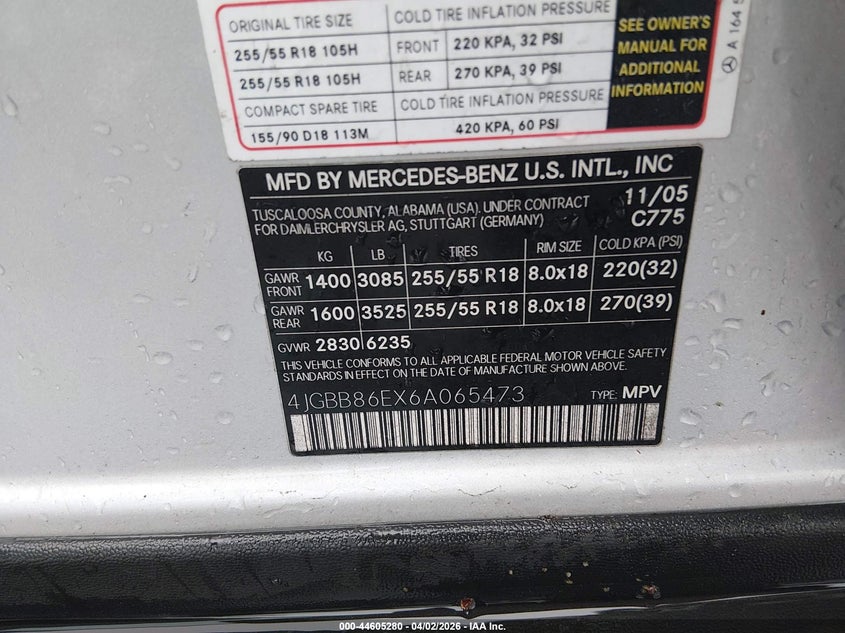 ORIGINAL TIRE SIZE COLD TIRE INFLATION PRESSURE
255/55 R18 105H FRONT 220 KPA, 32 PSI
255/55 R18 105H REAR 270 KPA, 39 PSI
COMPACT SPARE TIRE COLD TIRE INFLATION PRESSURE
155/90 D18 113M 420 KPA, 60 PSI
SEE OWNER'S
MANUAL FOR
ADDITIONAL
INFORMATION
A 164 5
MFD BY MERCEDES-BENZ U.S. INTL., INC
TUSCALOOSA COUNTY, ALABAMA (USA). UNDER CONTRACT 11/05
FOR DAIMLERCHRYSLER AG, STUTTGART (GERMANY) C775
KG LB TIRES RIM SIZE COLD KPA (PSI)
GAWR FRONT 1400 3085 255/55 R18 8.0x18 220(32)
GAWR REAR 1600 3525 255/55 R18 8.0x18 270(39)
GVWR 2830 6235
THIS VEHICLE CONFORMS TO ALL APPLICABLE FEDERAL MOTOR VEHICLE SAFETY
STANDARDS IN EFFECT ON THE DATE OF MANUFACTURE SHOWN ABOVE.
4JGBB86EX6A065473 TYPE: MPV
000-44605280 - 04/02/2026 - IAA Inc.